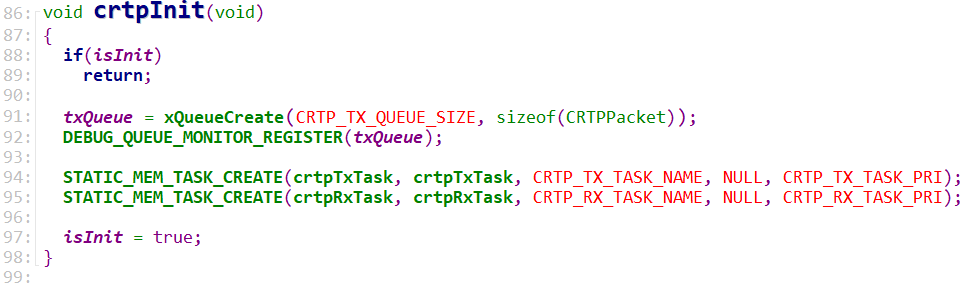 86: void crtpInit(void)
87: {
88:   if(isInit)
89:     return;
90:
91:   txQueue = xQueueCreate(CRTP_TX_QUEUE_SIZE, sizeof(CRTPPacket));
92:   DEBUG_QUEUE_MONITOR_REGISTER(txQueue);
93:
94:   STATIC_MEM_TASK_CREATE(crtpTxTask, crtpTxTask, CRTP_TX_TASK_NAME, NULL, CRTP_TX_TASK_PRI);
95:   STATIC_MEM_TASK_CREATE(crtpRxTask, crtpRxTask, CRTP_RX_TASK_NAME, NULL, CRTP_RX_TASK_PRI);
96:
97:   isInit = true;
98: }
99: